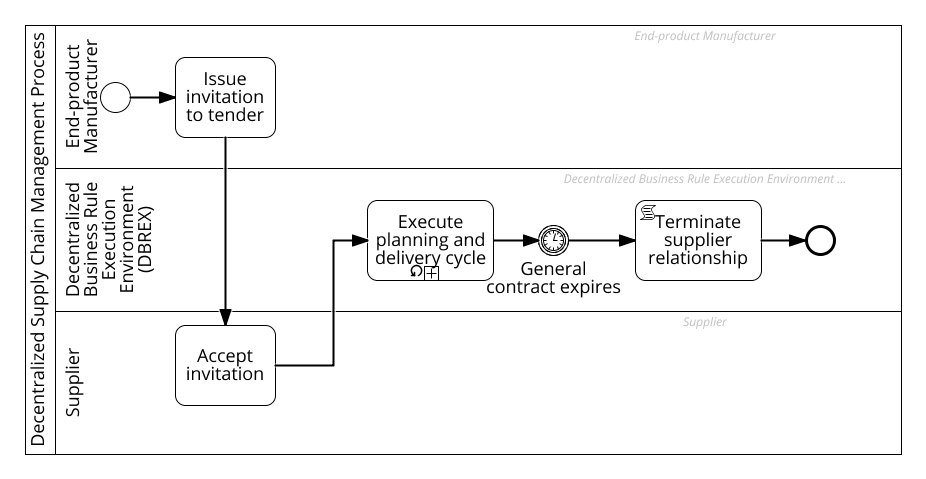 Decentralized Supply Chain Management Process
End-product
Manufacturer
End-product Manufacturer
Issue
invitation
to tender
Decentralized
Business Rule
Execution
Environment
(DBREX)
Decentralized Business Rule Execution Environment ...
Execute
planning and
delivery cycle
General
contract expires
Terminate
supplier
relationship
Supplier
Supplier
Accept
invitation